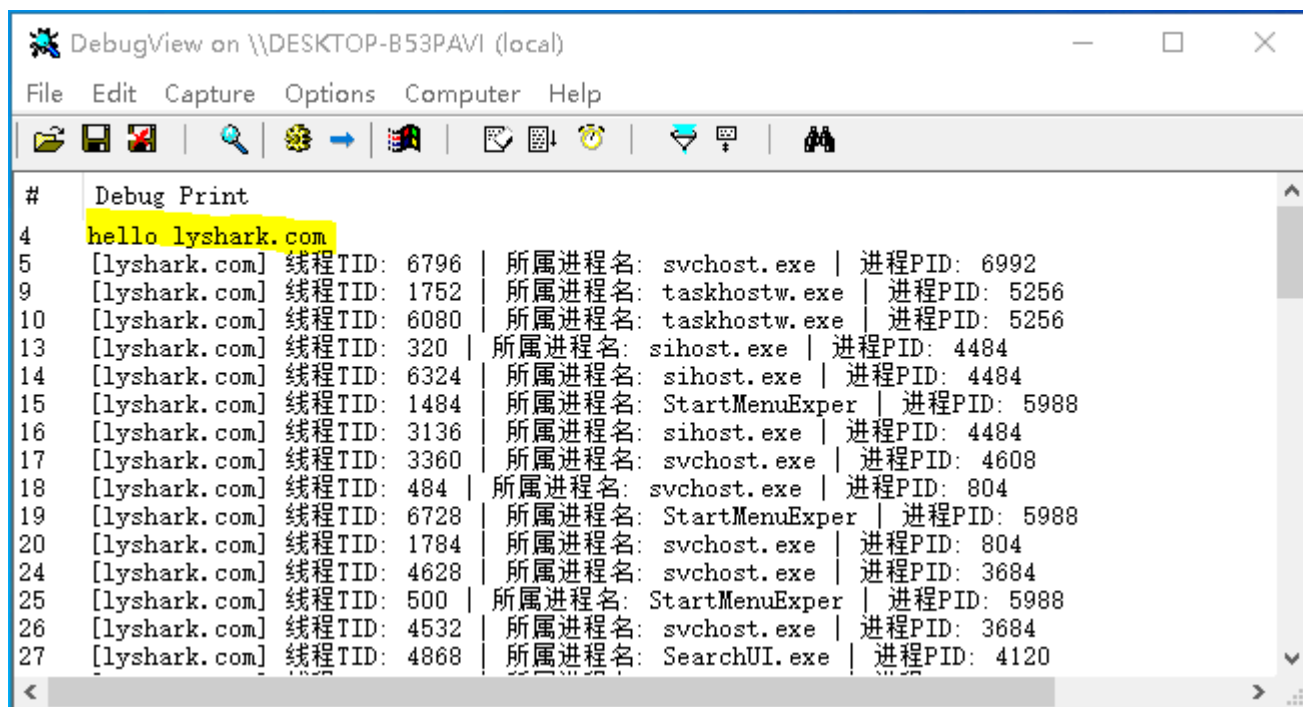 DebugView on \\DESKTOP-B53PAVI (local)
File Edit Capture Options Computer Help
# Debug Print
4 hello lyshark.com
5 [lyshark.com] 线程TID: 6796 | 所属进程名: svchost.exe | 进程PID: 6992
9 [lyshark.com] 线程TID: 1752 | 所属进程名: taskhostw.exe | 进程PID: 5256
10 [lyshark.com] 线程TID: 6080 | 所属进程名: taskhostw.exe | 进程PID: 5256
13 [lyshark.com] 线程TID: 320 | 所属进程名: sihost.exe | 进程PID: 4484
14 [lyshark.com] 线程TID: 6324 | 所属进程名: sihost.exe | 进程PID: 4484
15 [lyshark.com] 线程TID: 1484 | 所属进程名: StartMenuExper | 进程PID: 5988
16 [lyshark.com] 线程TID: 3136 | 所属进程名: sihost.exe | 进程PID: 4484
17 [lyshark.com] 线程TID: 3360 | 所属进程名: svchost.exe | 进程PID: 4608
18 [lyshark.com] 线程TID: 484 | 所属进程名: svchost.exe | 进程PID: 804
19 [lyshark.com] 线程TID: 6728 | 所属进程名: StartMenuExper | 进程PID: 5988
20 [lyshark.com] 线程TID: 1784 | 所属进程名: svchost.exe | 进程PID: 804
24 [lyshark.com] 线程TID: 4628 | 所属进程名: svchost.exe | 进程PID: 3684
25 [lyshark.com] 线程TID: 500 | 所属进程名: StartMenuExper | 进程PID: 5988
26 [lyshark.com] 线程TID: 4532 | 所属进程名: svchost.exe | 进程PID: 3684
27 [lyshark.com] 线程TID: 4868 | 所属进程名: SearchUI.exe | 进程PID: 4120